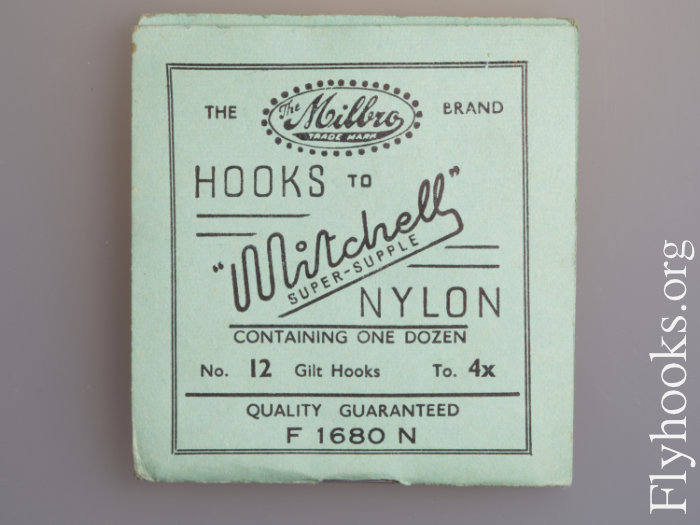 THE The Milbro BRAND
TRADE MARK
HOOKS TO
"Mitchell"
SUPER-SUPPLE
NYLON
CONTAINING ONE DOZEN
No. 12 Gilt Hooks To. 4x
QUALITY GUARANTEED
F 1680 N
Flyhooks.org